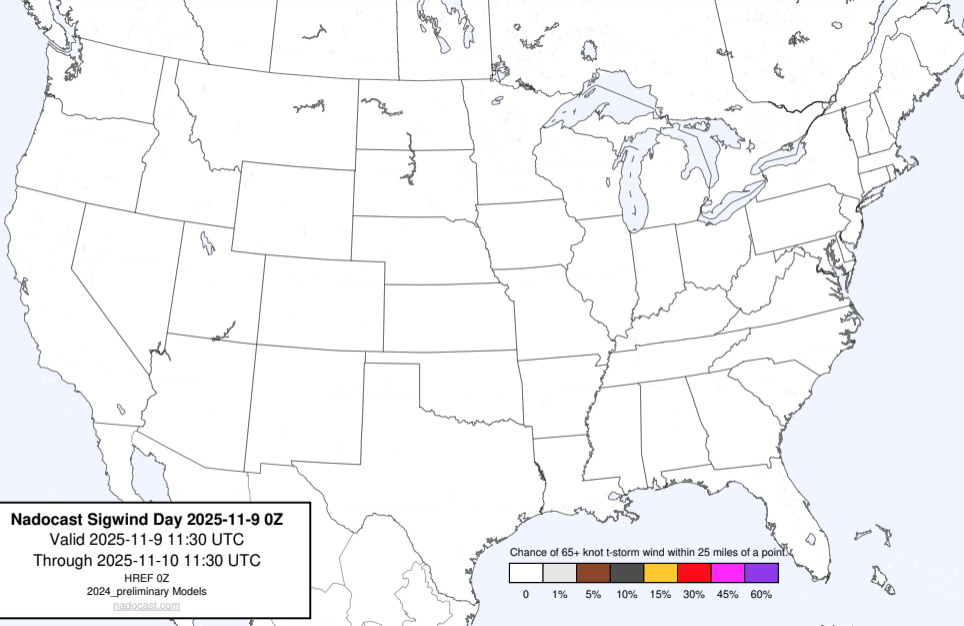 Nadocast Sigwind Day 2025-11-9 0Z
Valid 2025-11-9 11:30 UTC
Through 2025-11-10 11:30 UTC
HREF 0Z
2024_preliminary Models
nadocast.com
Chance of 65+ knot t-storm wind within 25 miles of a point.
0 1% 5% 10% 15% 30% 45% 60%